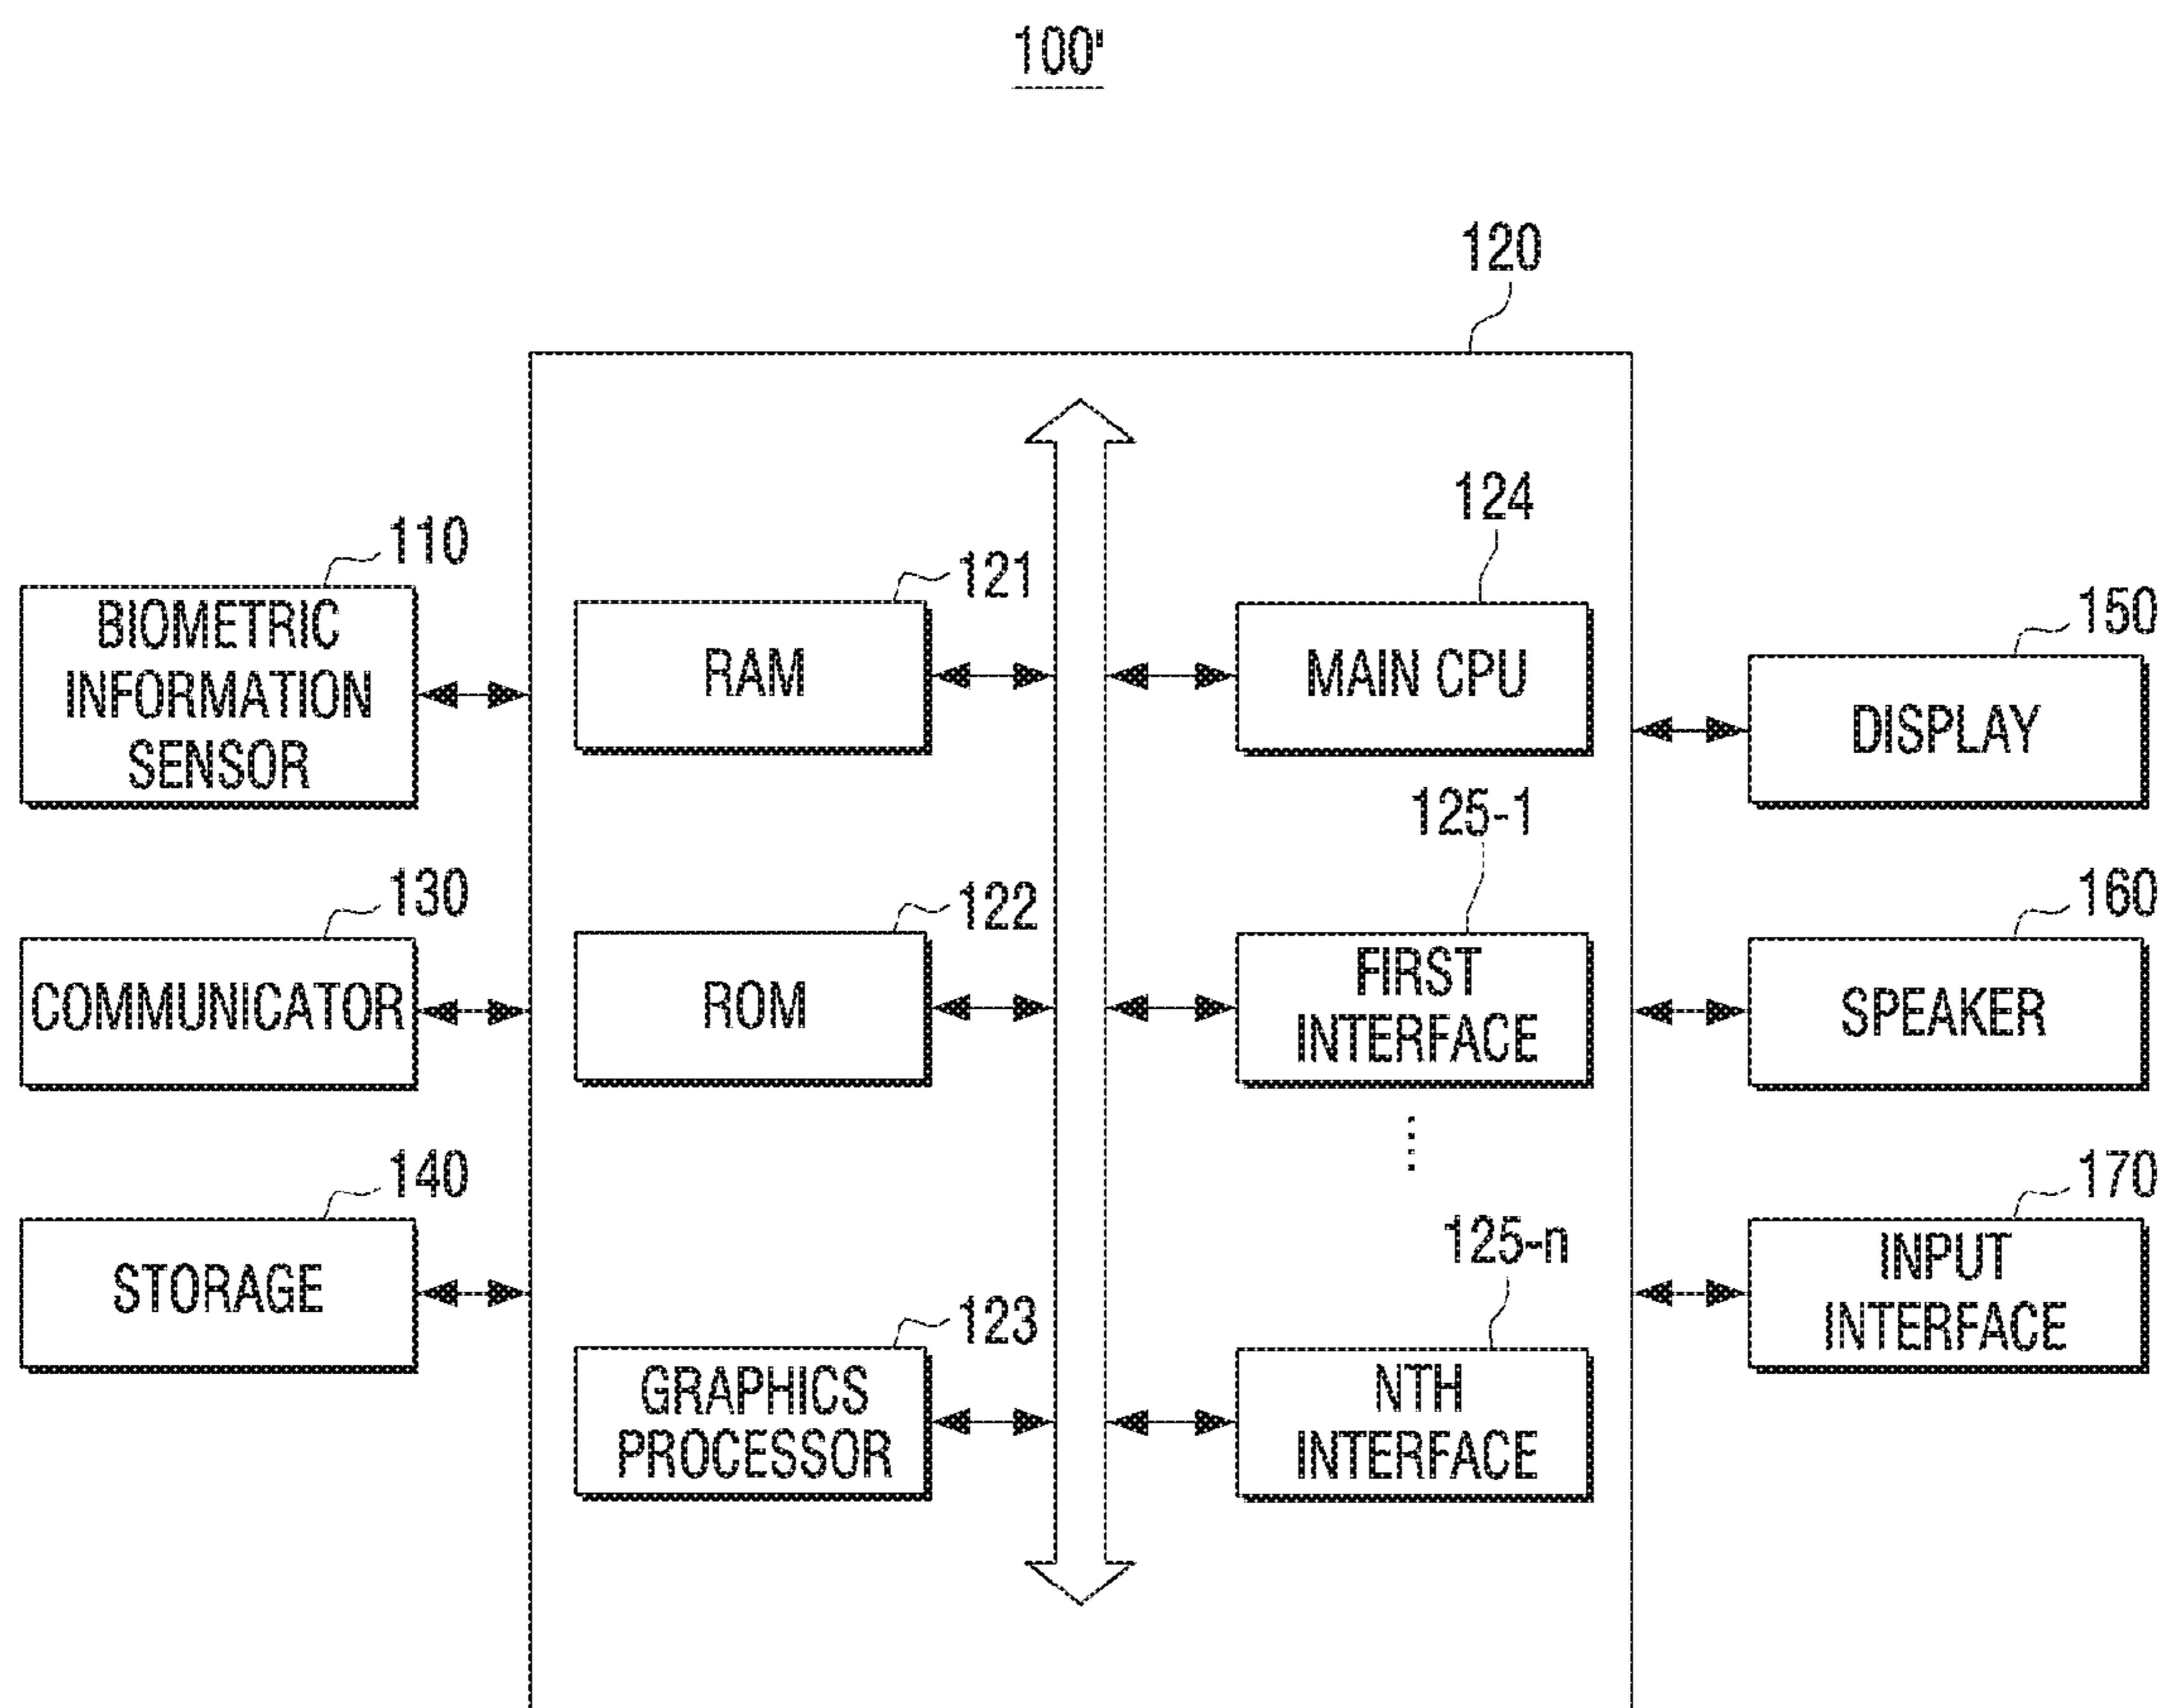 100'
120
110
BIOMETRIC
INFORMATION
SENSOR
130
COMMUNICATOR
140
STORAGE
121
RAM
122
ROM
123
GRAPHICS
PROCESSOR
124
MAIN CPU
125-1
FIRST
INTERFACE
125-n
NTH
INTERFACE
150
DISPLAY
160
SPEAKER
170
INPUT
INTERFACE